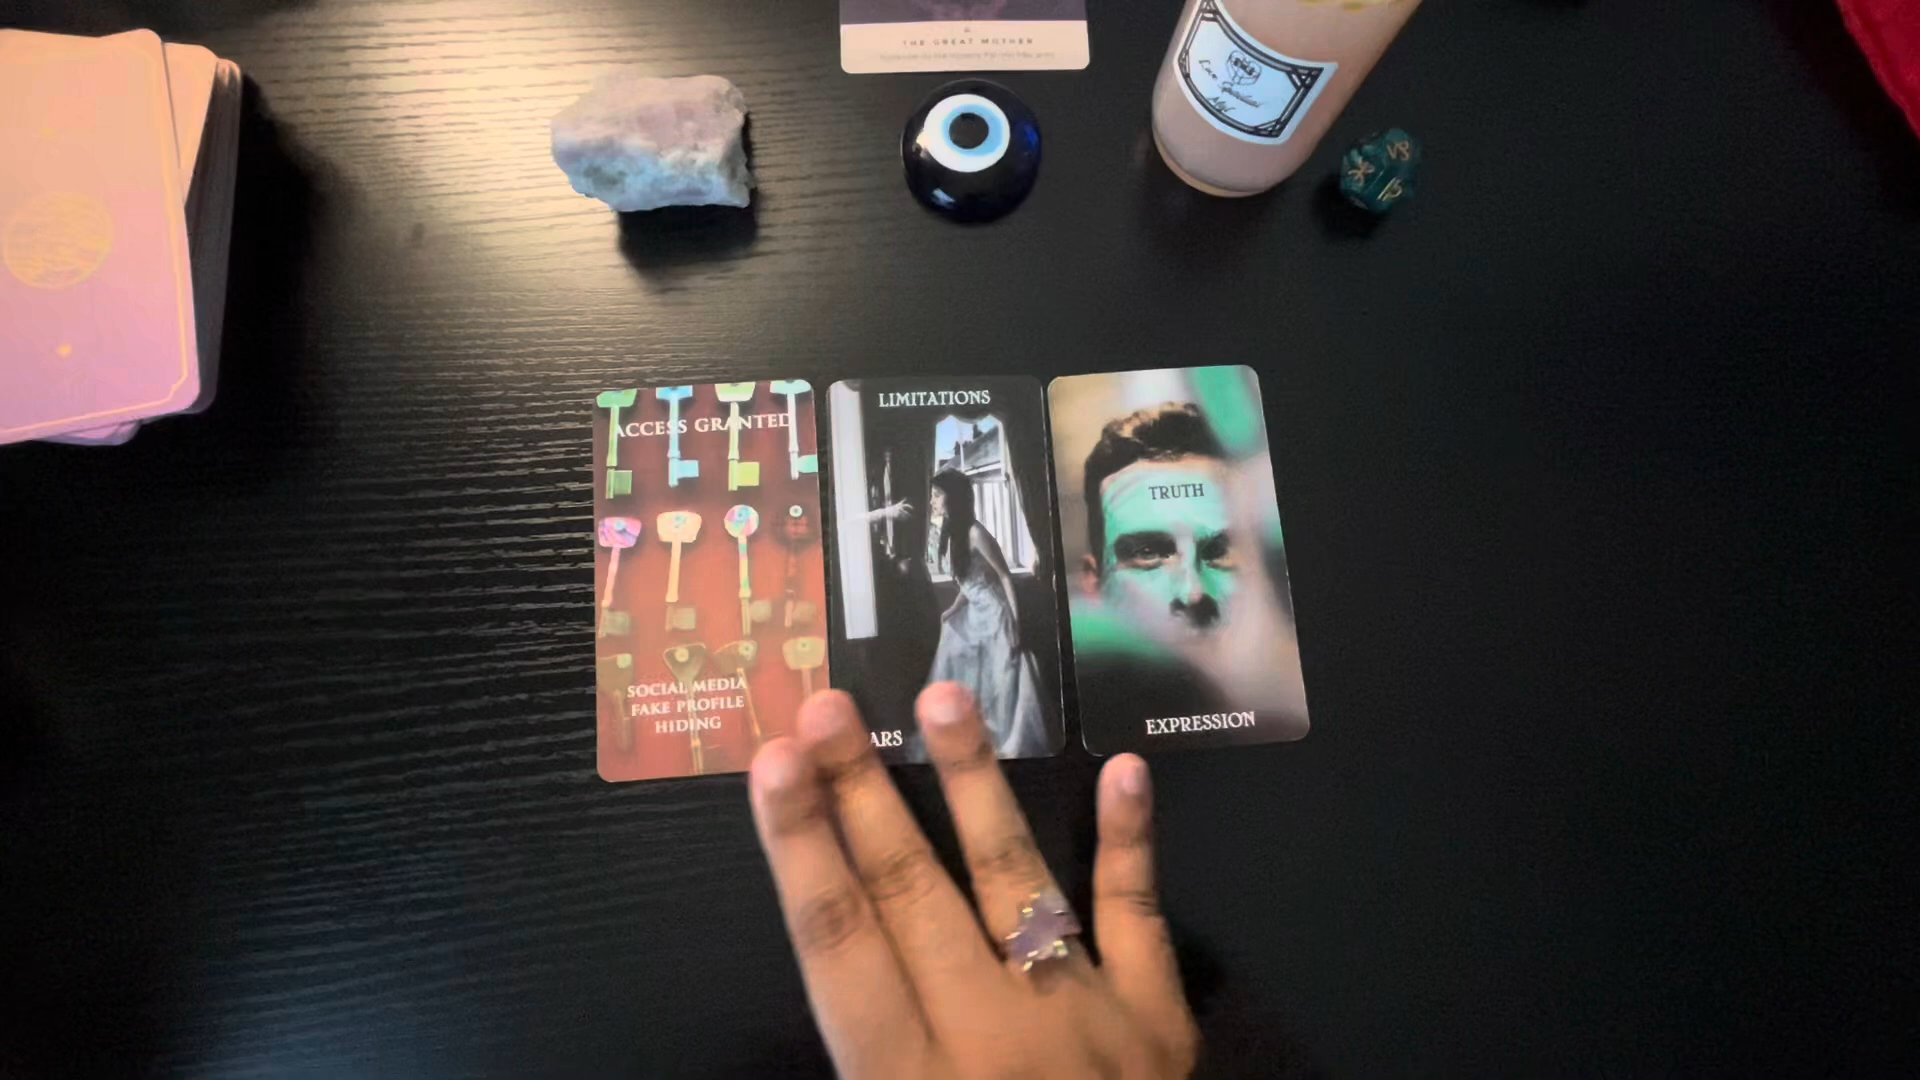 THE GREAT MOTHER
ACCESS GRANTED
SOCIAL MEDIA
FAKE PROFILE
HIDING
LIMITATIONS
ARS
TRUTH
EXPRESSION